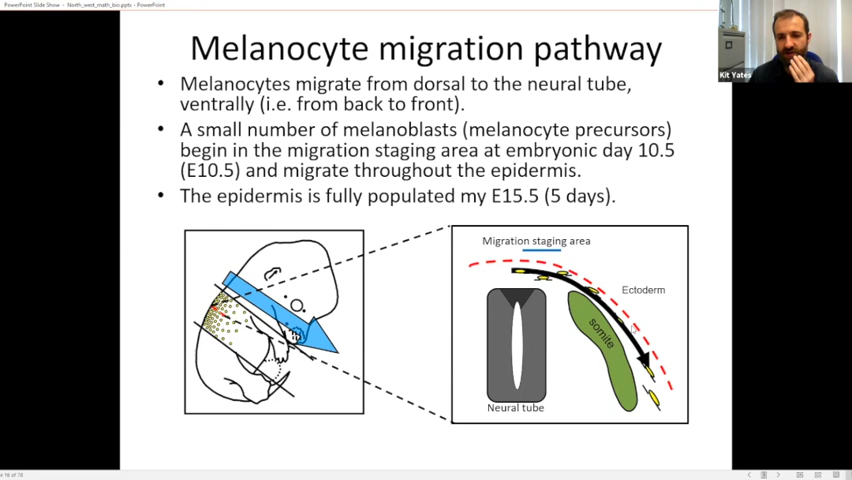 PowerPoint Slide Show - North_west_math_bio.pptx - PowerPoint
Melanocyte migration pathway
Kit Yates
• Melanocytes migrate from dorsal to the neural tube,
ventrally (i.e. from back to front).
• A small number of melanoblasts (melanocyte precursors)
begin in the migration staging area at embryonic day 10.5
(E10.5) and migrate throughout the epidermis.
• The epidermis is fully populated my E15.5 (5 days).
Migration staging area
Ectoderm
somite
Neural tube
of 78